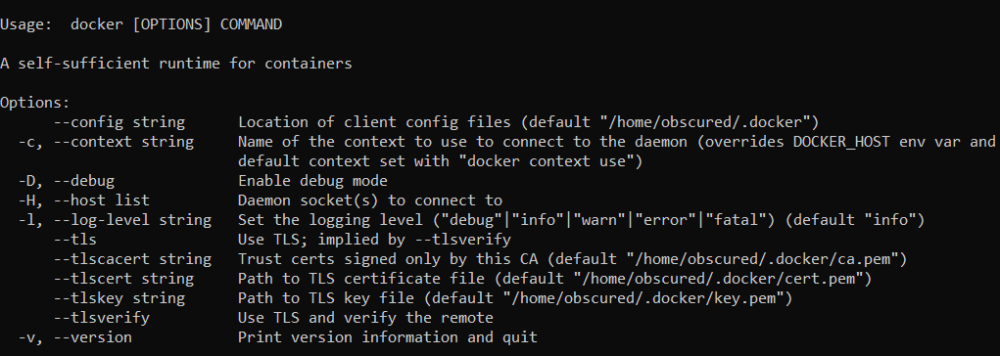 Usage:  docker [OPTIONS] COMMAND
A self-sufficient runtime for containers
Options:
      --config string      Location of client config files (default "/home/obscured/.docker")
  -c, --context string     Name of the context to use to connect to the daemon (overrides DOCKER_HOST env var and
                           default context set with "docker context use")
  -D, --debug              Enable debug mode
  -H, --host list          Daemon socket(s) to connect to
  -l, --log-level string   Set the logging level ("debug"|"info"|"warn"|"error"|"fatal") (default "info")
      --tls                Use TLS; implied by --tlsverify
      --tlscacert string   Trust certs signed only by this CA (default "/home/obscured/.docker/ca.pem")
      --tlscert string     Path to TLS certificate file (default "/home/obscured/.docker/cert.pem")
      --tlskey string      Path to TLS key file (default "/home/obscured/.docker/key.pem")
      --tlsverify          Use TLS and verify the remote
  -v, --version            Print version information and quit